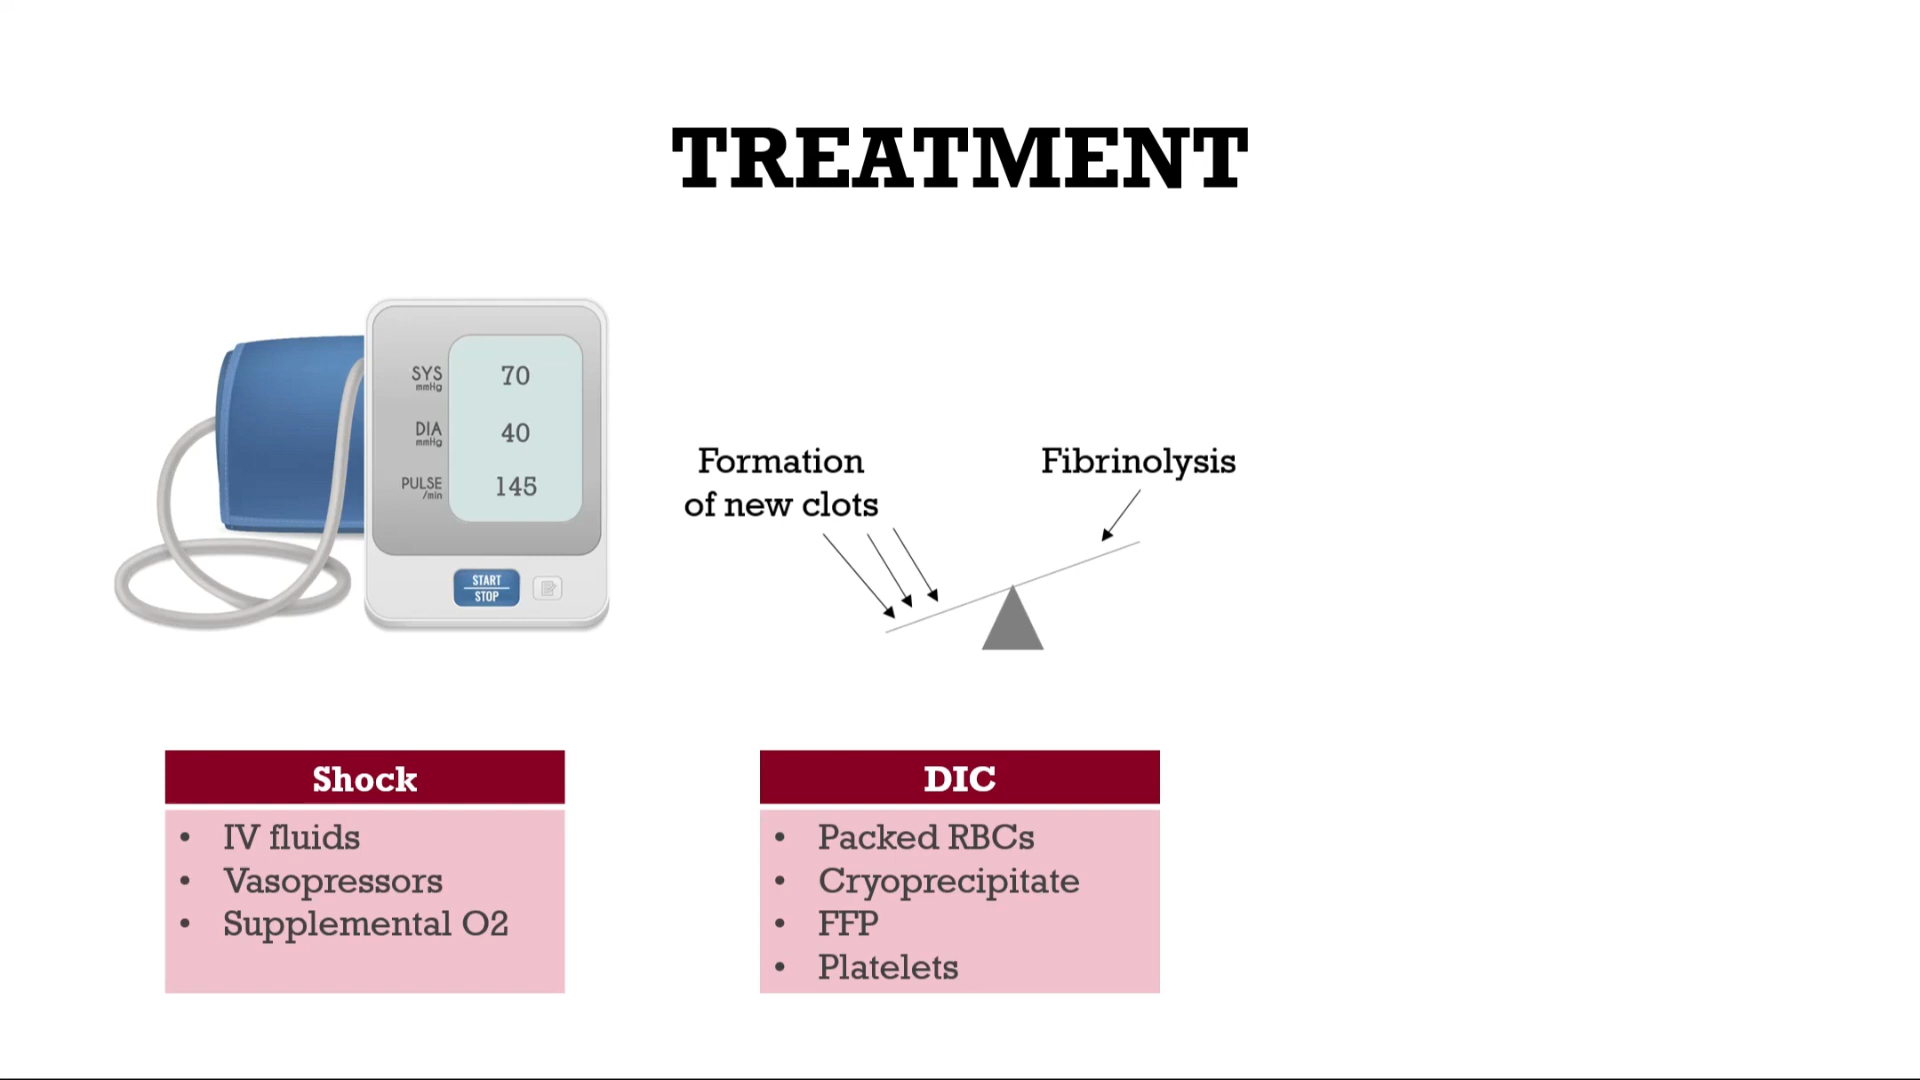 TREATMENT
SYS
mmHg
70
DIA
mmHg
40
PULSE
/min
145
START
STOP
Formation
of new clots
Fibrinolysis
Shock
• IV fluids
• Vasopressors
• Supplemental O2
DIC
• Packed RBCs
• Cryoprecipitate
• FFP
• Platelets